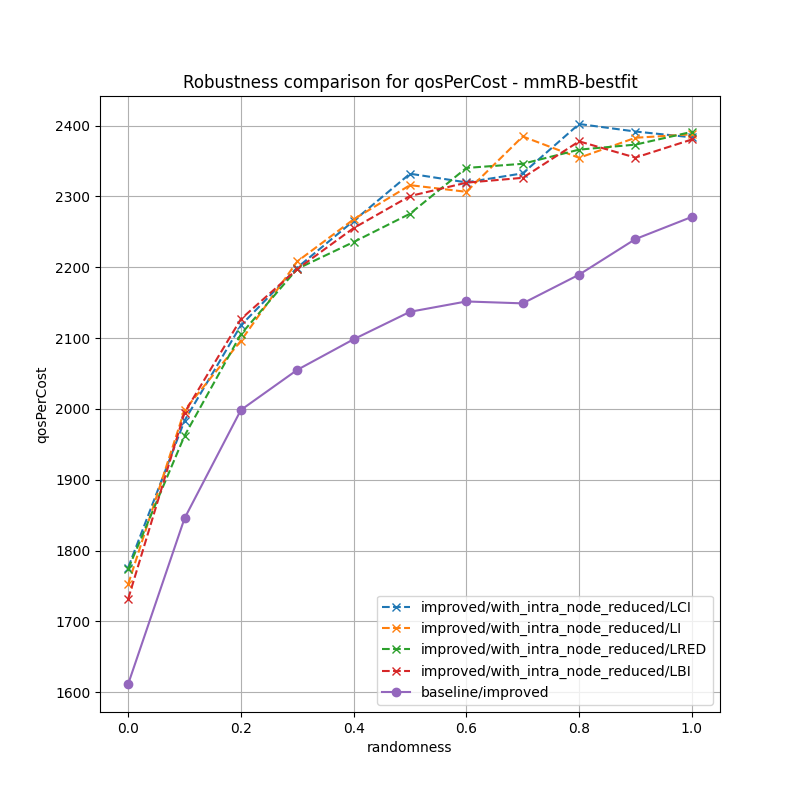 Robustness comparison for qosPerCost - mmRB-bestfit
qosPerCost
2400
2300
2200
2100
2000
1900
1800
1700
1600
0.0 0.2 0.4 0.6 0.8 1.0
randomness
improved/with_intra_node_reduced/LCI
improved/with_intra_node_reduced/LI
improved/with_intra_node_reduced/LRED
improved/with_intra_node_reduced/LBI
baseline/improved